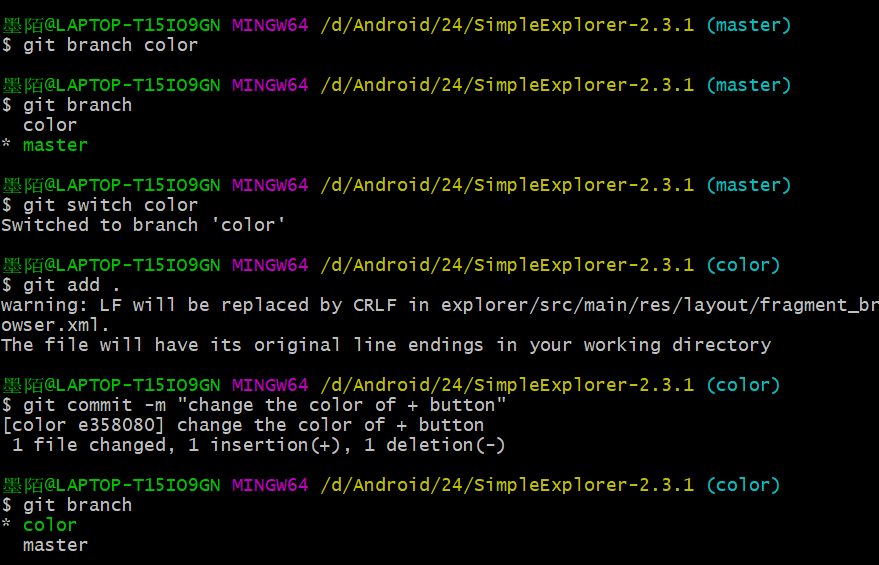 墨陌@LAPTOP-T15IO9GN MINGW64 /d/Android/24/SimpleExplorer-2.3.1 (master)
$ git branch color
墨陌@LAPTOP-T15IO9GN MINGW64 /d/Android/24/SimpleExplorer-2.3.1 (master)
$ git branch
  color
* master
墨陌@LAPTOP-T15IO9GN MINGW64 /d/Android/24/SimpleExplorer-2.3.1 (master)
$ git switch color
Switched to branch 'color'
墨陌@LAPTOP-T15IO9GN MINGW64 /d/Android/24/SimpleExplorer-2.3.1 (color)
$ git add .
warning: LF will be replaced by CRLF in explorer/src/main/res/layout/fragment_br
owser.xml.
The file will have its original line endings in your working directory
墨陌@LAPTOP-T15IO9GN MINGW64 /d/Android/24/SimpleExplorer-2.3.1 (color)
$ git commit -m "change the color of + button"
[color e358080] change the color of + button
 1 file changed, 1 insertion(+), 1 deletion(-)
墨陌@LAPTOP-T15IO9GN MINGW64 /d/Android/24/SimpleExplorer-2.3.1 (color)
$ git branch
* color
  master